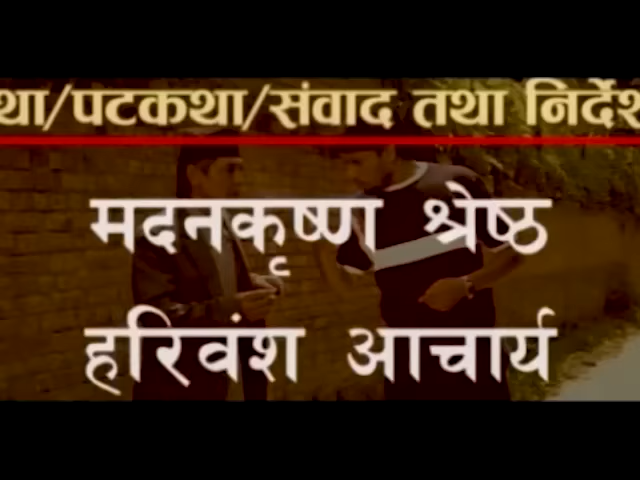 था/पटकथा/संवाद तथा निर्देश
मदनकृष्ण श्रेष्ठ
हरिवंश आचार्य